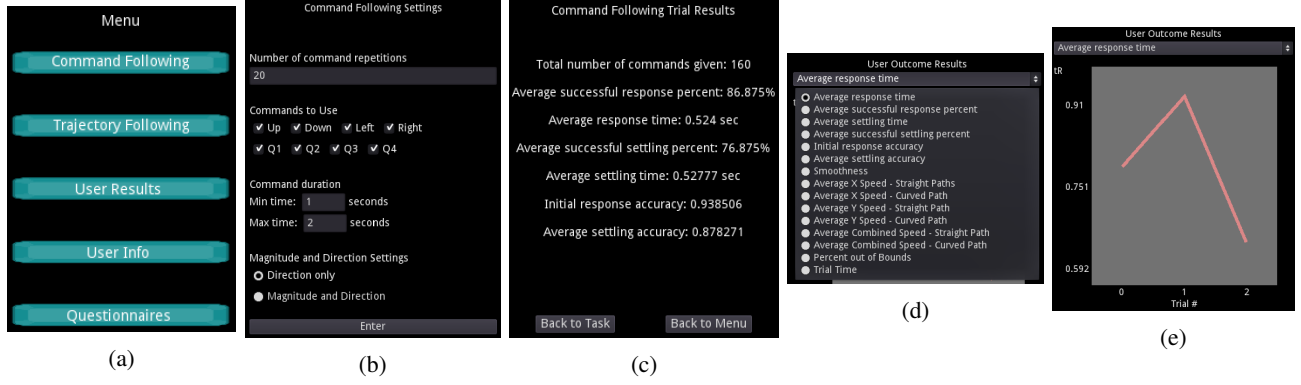 Menu
Command Following
Trajectory Following
User Results
User Info
Questionnaires
(a)
Command Following Settings
Number of command repetitions
20
Commands to Use
Up Down Left Right
Q1 Q2 Q3 Q4
Command duration
Min time: 1 seconds
Max time: 2 seconds
Magnitude and Direction Settings
Direction only
Magnitude and Direction
Enter
(b)
Command Following Trial Results
Total number of commands given: 160
Average successful response percent: 86.875%
Average response time: 0.524 sec
Average successful settling percent: 76.875%
Average settling time: 0.52777 sec
Initial response accuracy: 0.938506
Average settling accuracy: 0.878271
Back to Task Back to Menu
(c)
User Outcome Results
Average response time
t
Average response time
Average successful response percent
Average settling time
Average successful settling percent
Initial response accuracy
Average settling accuracy
Smoothness
Average X Speed - Straight Paths
Average X Speed - Curved Path
Average Y Speed - Straight Path
Average Y Speed - Curved Path
Average Combined Speed - Straight Path
Average Combined Speed - Curved Path
Percent out of Bounds
Trial Time
(d)
User Outcome Results
Average response time
tR
0.91
0.751
0.592
0 1 2
Trial #
(e)